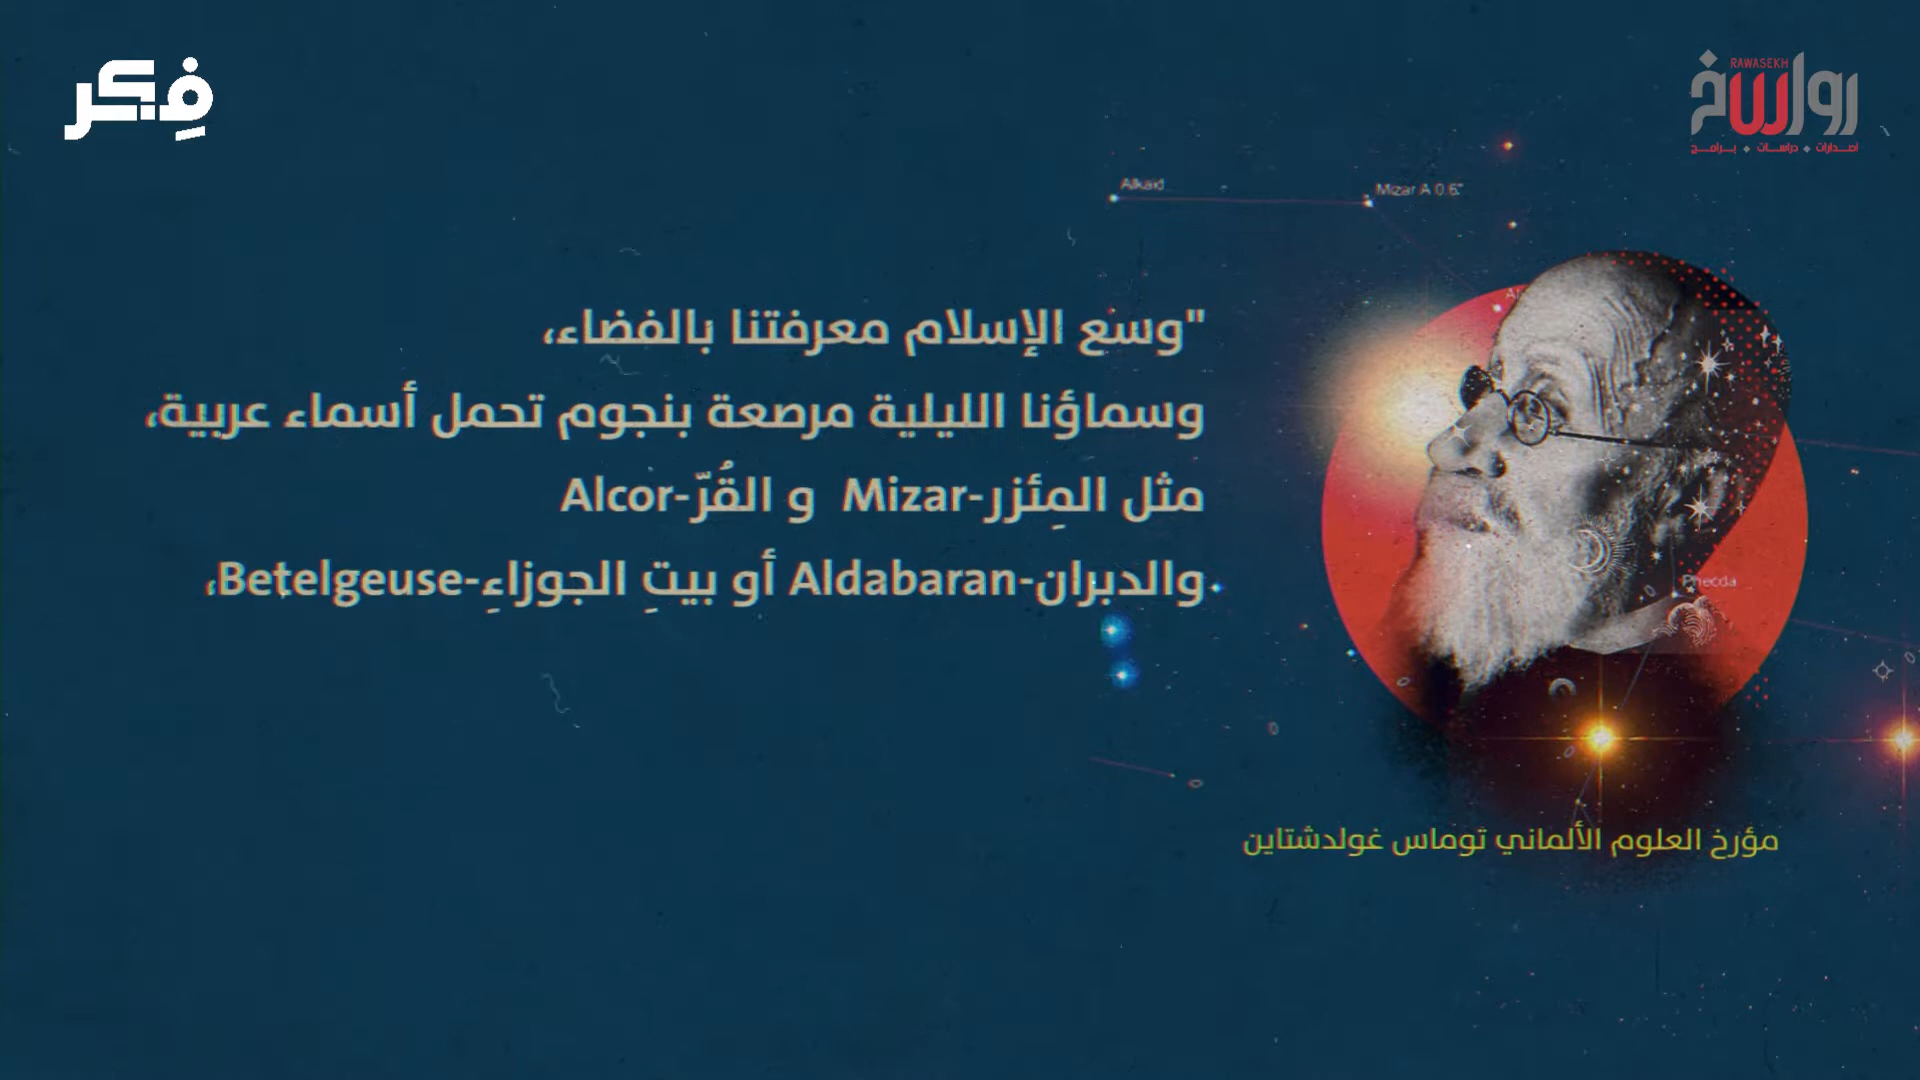 فِكر
RAWASEKH
رواسخ
اصدارات • دراسات • برامج
Alkaid
Mizar A 0.6"
"وسع الإسلام معرفتنا بالفضاء،
وسماؤنا الليلية مرصعة بنجوم تحمل أسماء عربية،
مثل المِئزر-Mizar و القُرّ-Alcor
والدبران-Aldabaran أو بيتِ الجوزاءِ-Betelgeuse،
Phecda
مؤرخ العلوم الألماني توماس غولدشتاين